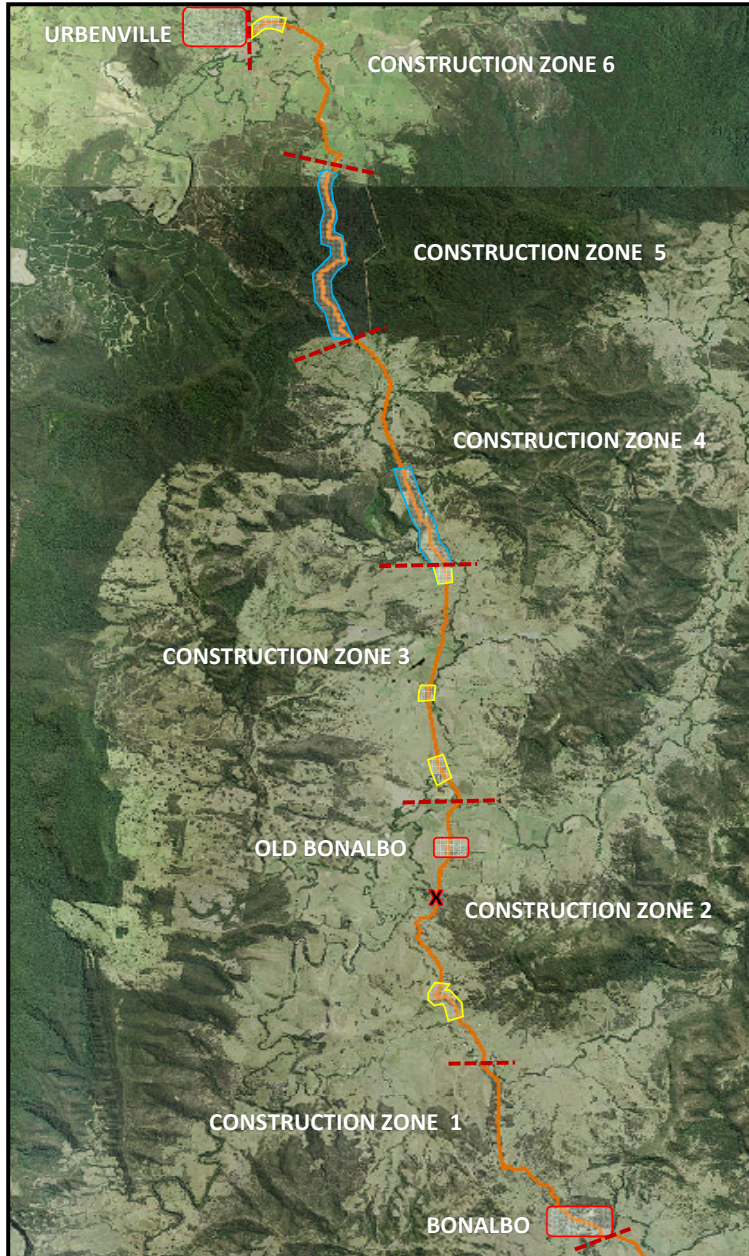 URBENVILLE
CONSTRUCTION ZONE 6
CONSTRUCTION ZONE 5
CONSTRUCTION ZONE 4
CONSTRUCTION ZONE 3
OLD BONALBO
X
CONSTRUCTION ZONE 2
CONSTRUCTION ZONE 1
BONALBO